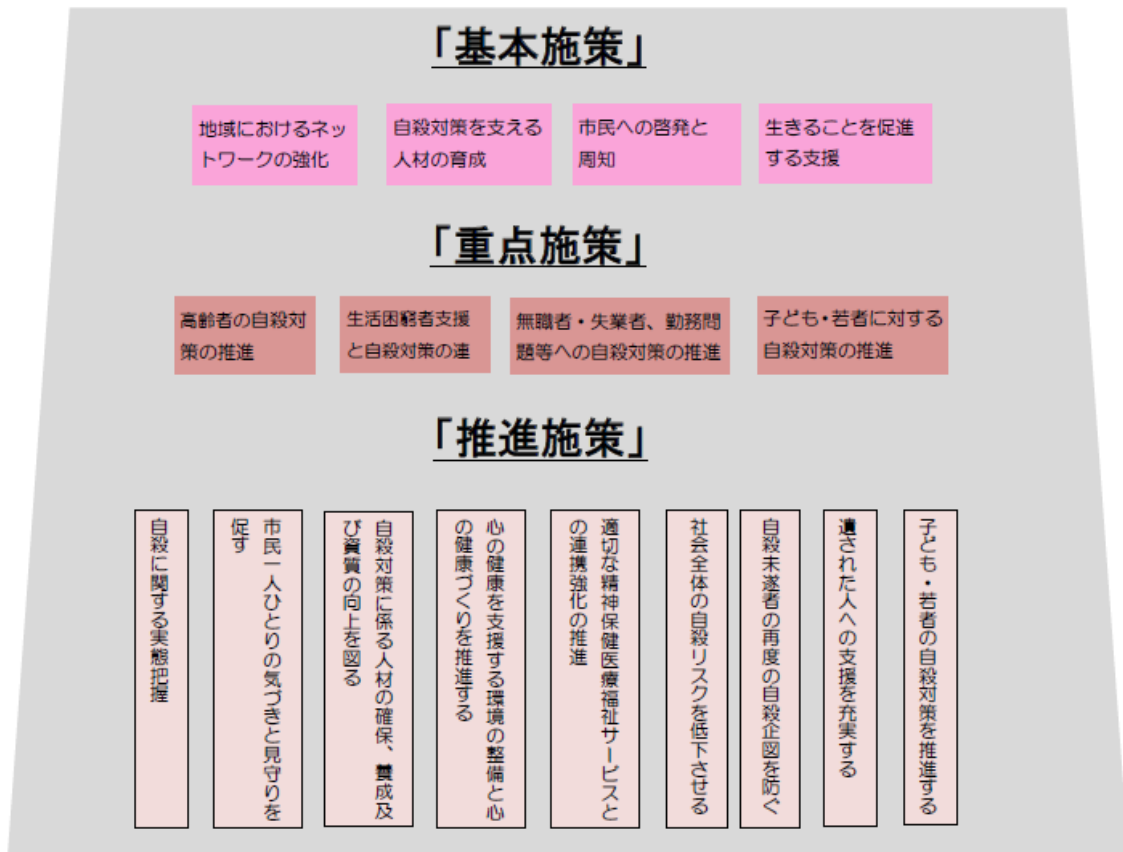 「基本施策」
地域におけるネッ
トワークの強化
自殺対策を支える
人材の育成
市民への啓発と
周知
生きることを促進
する支援
「重点施策」
高齢者の自殺対
策の推進
生活困窮者支援
と自殺対策の連
無職者・失業者、勤務問
題等への自殺対策の推進
子ども・若者に対する
自殺対策の推進
「推進施策」
自殺に関する実態把握
市民一人ひとりの気づきと見守りを
促す
自殺対策に係る人材の確保、養成及
び資質の向上を図る
心の健康を支援する環境の整備と心
の健康づくりを推進する
適切な精神保健医療福祉サービスと
の連携強化の推進
社会全体の自殺リスクを低下させる
自殺未遂者の再度の自殺企図を防ぐ
遺された人への支援を充実する
子ども・若者の自殺対策を推進する